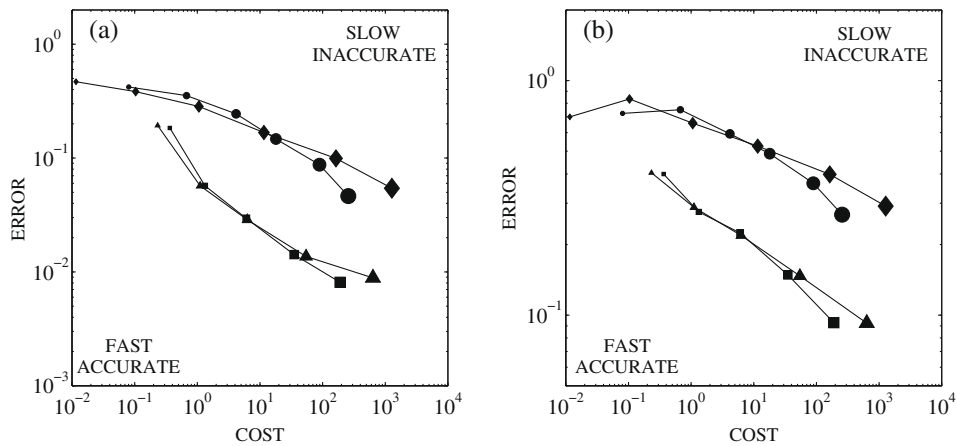 (a)
SLOW
INACCURATE
10^0
10^-1
10^-2
10^-3
ERROR
FAST
ACCURATE
10^-2 10^-1 10^0 10^1 10^2 10^3 10^4
COST
(b)
SLOW
INACCURATE
10^0
10^-1
ERROR
FAST
ACCURATE
10^-2 10^-1 10^0 10^1 10^2 10^3 10^4
COST